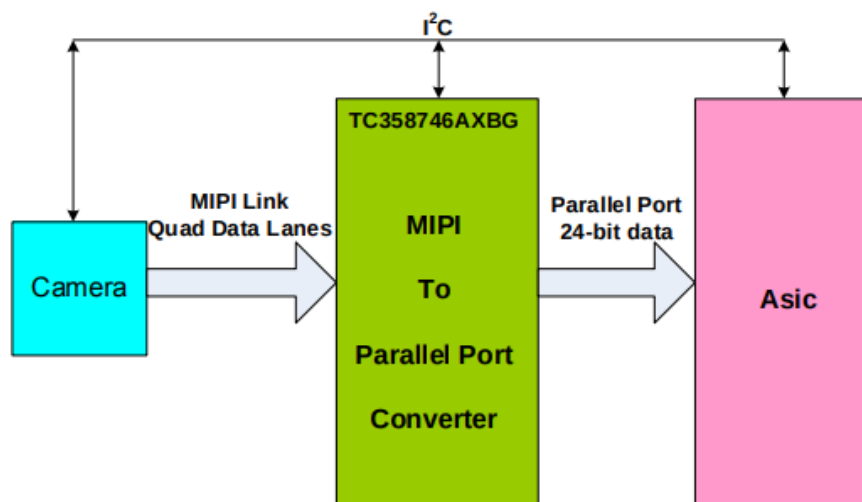 I²C
TC358746AXBG
MIPI Link
Quad Data Lanes
Parallel Port
24-bit data
Camera
MIPI
To
Parallel Port
Converter
Asic